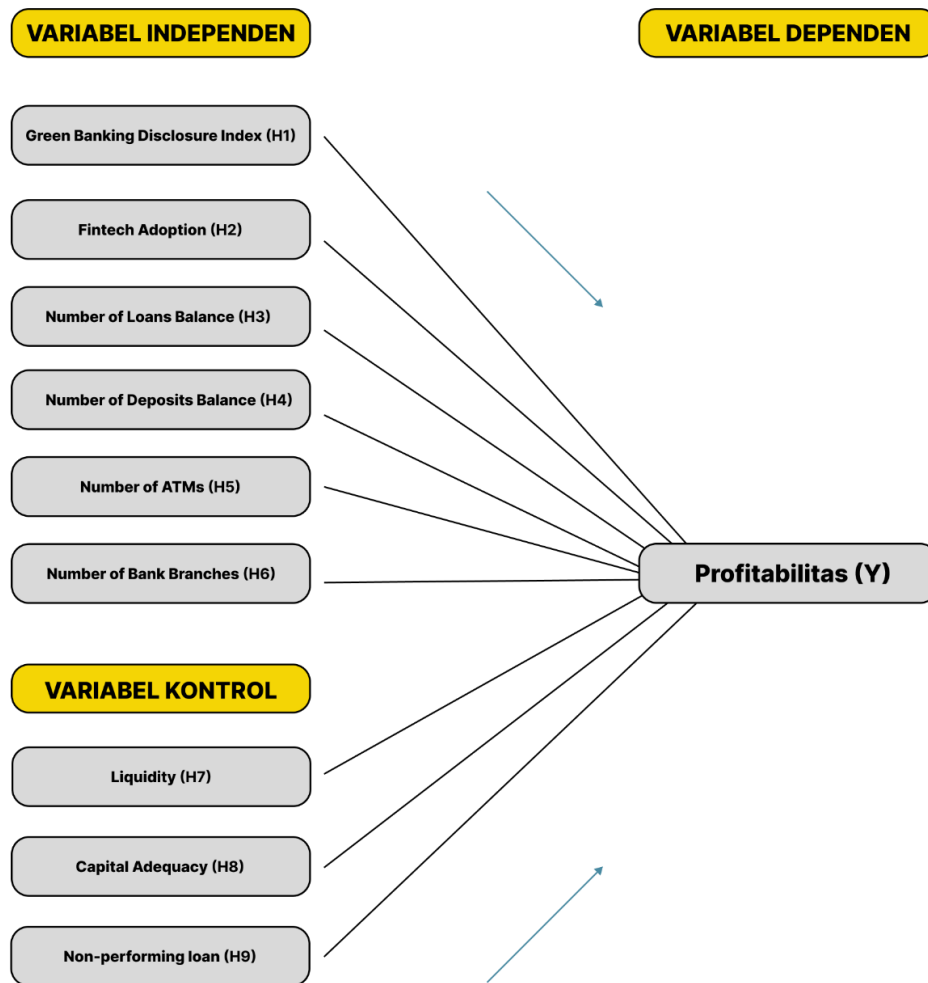 VARIABEL INDEPENDEN
VARIABEL DEPENDEN
Green Banking Disclosure Index (H1)
Fintech Adoption (H2)
Number of Loans Balance (H3)
Number of Deposits Balance (H4)
Number of ATMs (H5)
Number of Bank Branches (H6)
Profitabilitas (Y)
VARIABEL KONTROL
Liquidity (H7)
Capital Adequacy (H8)
Non-performing loan (H9)